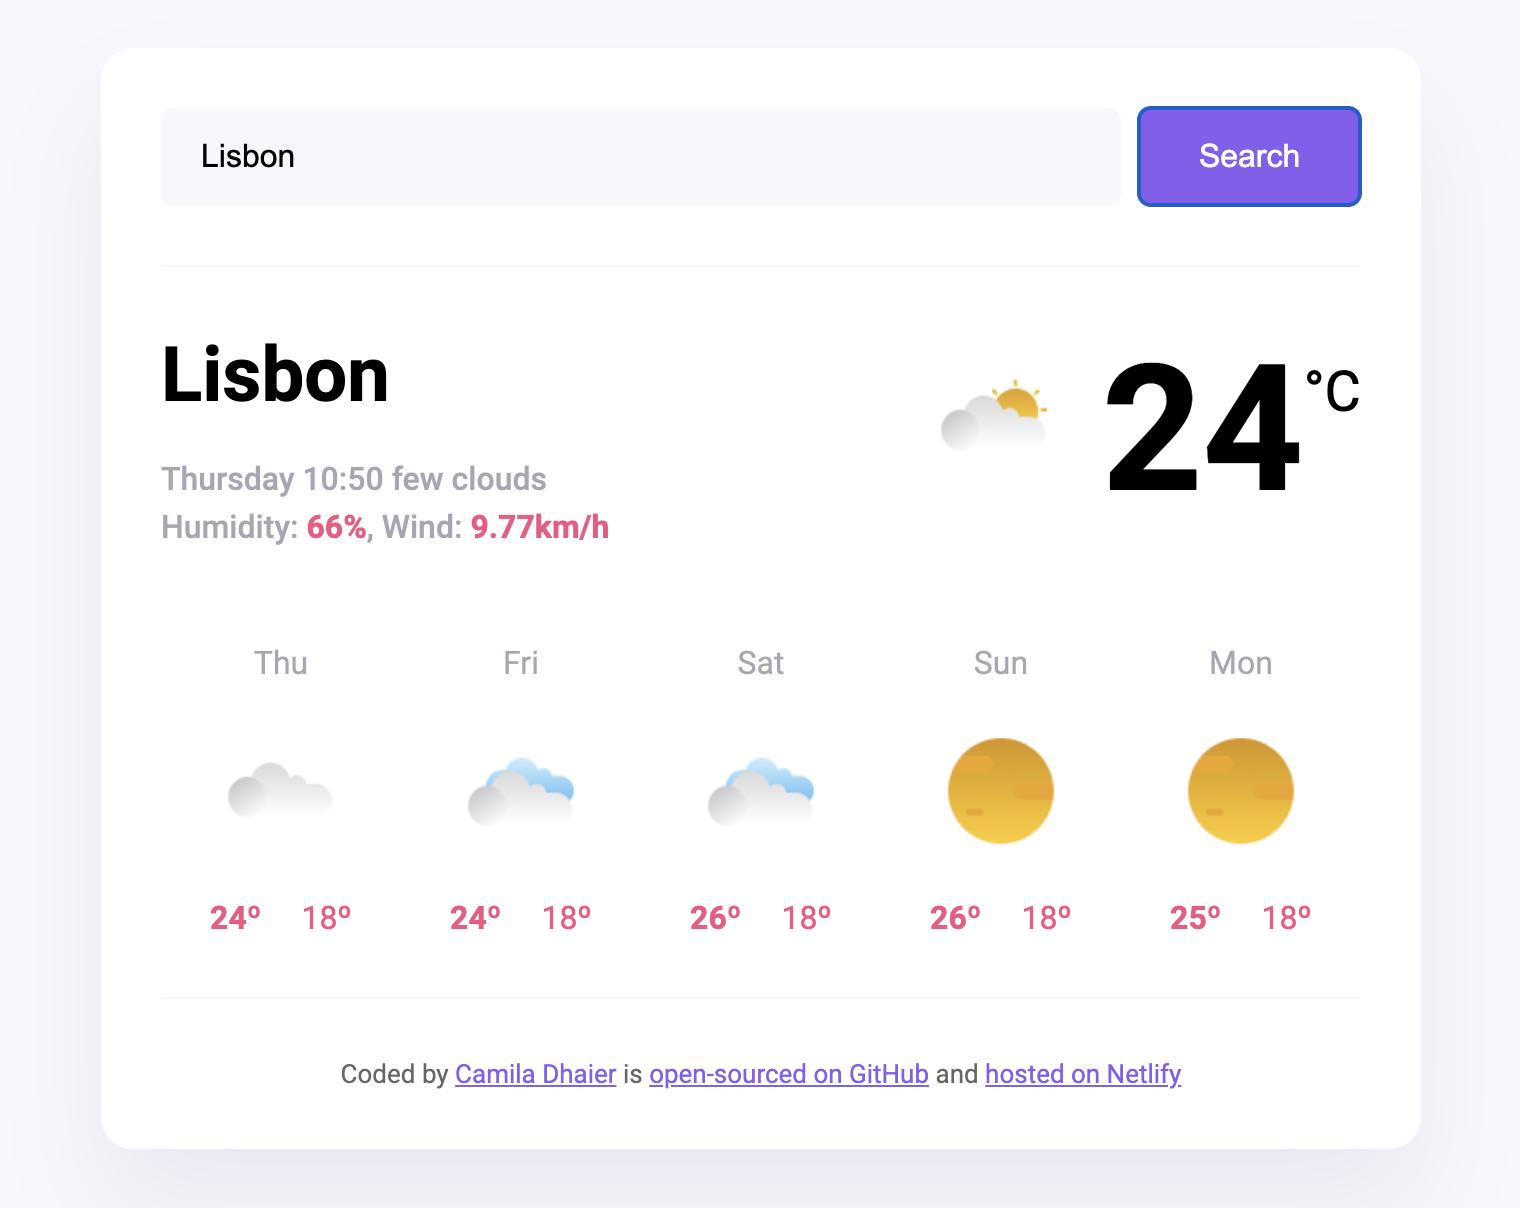 Lisbon
Search
Lisbon
24 °C
Thursday 10:50 few clouds
Humidity: 66%, Wind: 9.77km/h
Thu Fri Sat Sun Mon
24º 18º 24º 18º 26º 18º 26º 18º 25º 18º
Coded by Camila Dhaier is open-sourced on GitHub and hosted on Netlify